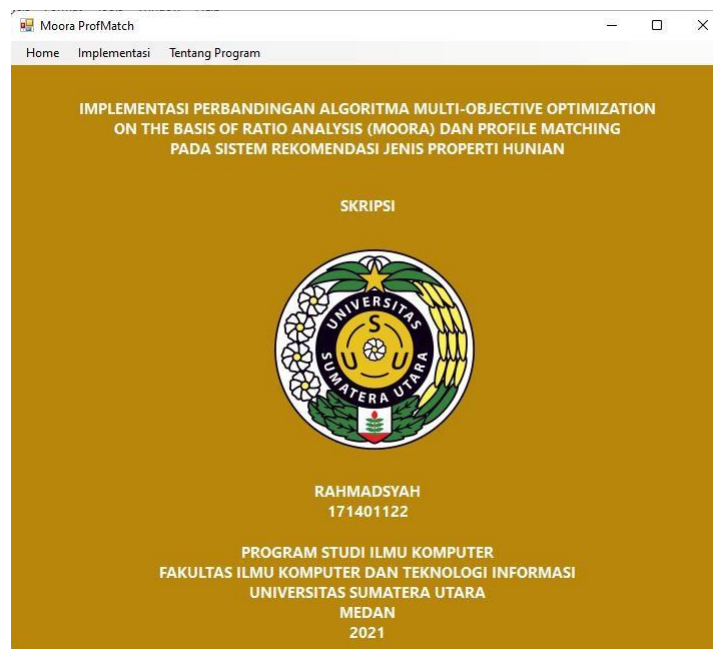 Moora ProfMatch
Home Implementasi Tentang Program
IMPLEMENTASI PERBANDINGAN ALGORITMA MULTI-OBJECTIVE OPTIMIZATION
ON THE BASIS OF RATIO ANALYSIS (MOORA) DAN PROFILE MATCHING
PADA SISTEM REKOMENDASI JENIS PROPERTI HUNIAN
SKRIPSI
UNIVERSITAS
S
U U
SUMATERA UTARA
RAHMADSYAH
171401122
PROGRAM STUDI ILMU KOMPUTER
FAKULTAS ILMU KOMPUTER DAN TEKNOLOGI INFORMASI
UNIVERSITAS SUMATERA UTARA
MEDAN
2021